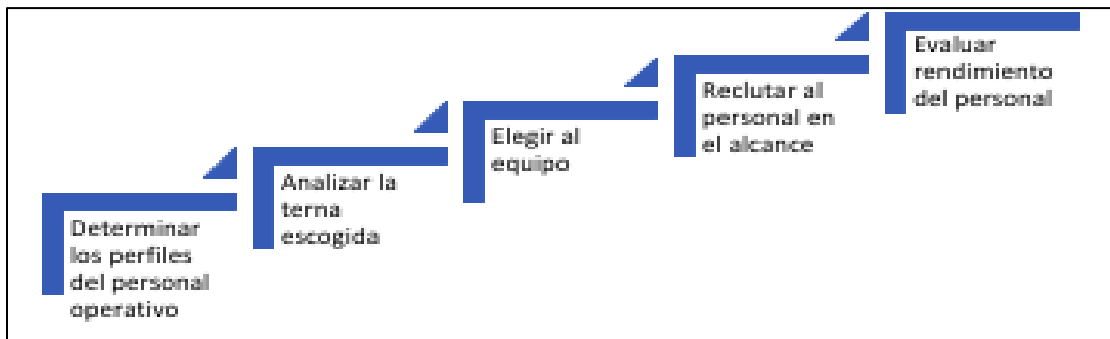 Determinar
los perfiles
del personal
operativo
Analizar la
terna
escogida
Elegir al
equipo
Reclutar al
personal en
el alcance
Evaluar
rendimiento
del personal